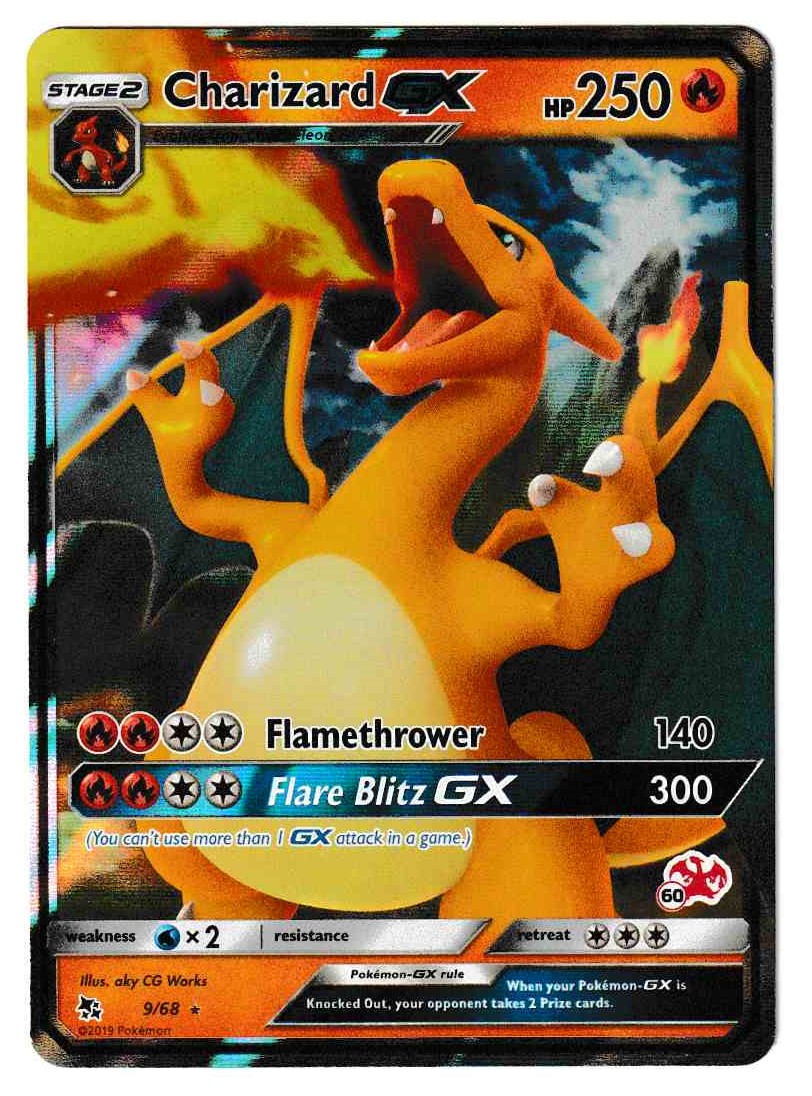 STAGE2 Charizard GX HP250
Flamethrower 140
Flare Blitz GX 300
(You can't use more than 1 GX attack in a game.)
60
weakness ×2 resistance retreat
Illus. aky CG Works
Pokémon-GX rule
When your Pokémon-GX is
Knocked Out, your opponent takes 2 Prize cards.
9/68
©2019 Pokémon